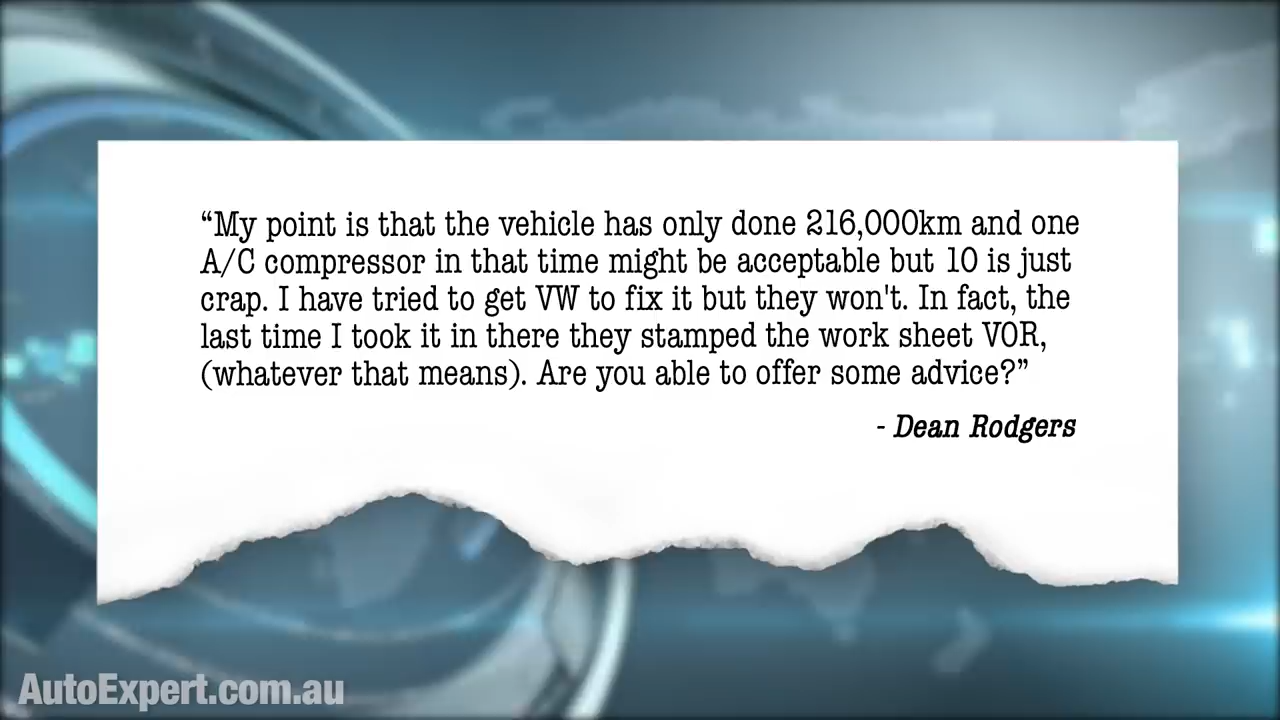 “My point is that the vehicle has only done 216,000km and one
A/C compressor in that time might be acceptable but 10 is just
crap. I have tried to get VW to fix it but they won't. In fact, the
last time I took it in there they stamped the work sheet VOR,
(whatever that means). Are you able to offer some advice?”
- Dean Rodgers
AutoExpert.com.au